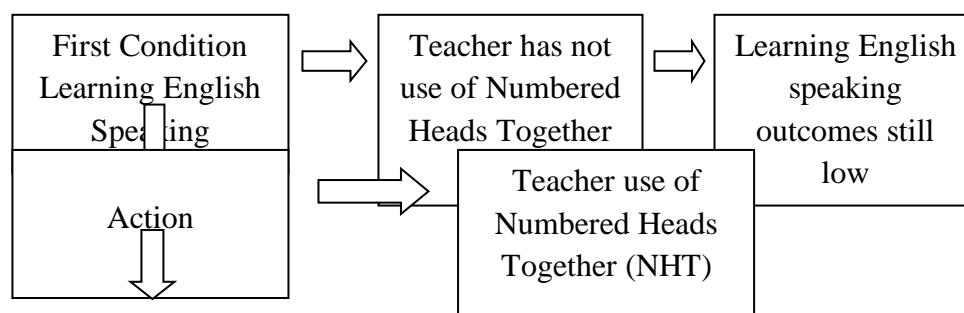 First Condition
Learning English
Speaking
Teacher has not
use of Numbered
Heads Together
Learning English
speaking
outcomes still
low
Action
Teacher use of
Numbered Heads
Together (NHT)